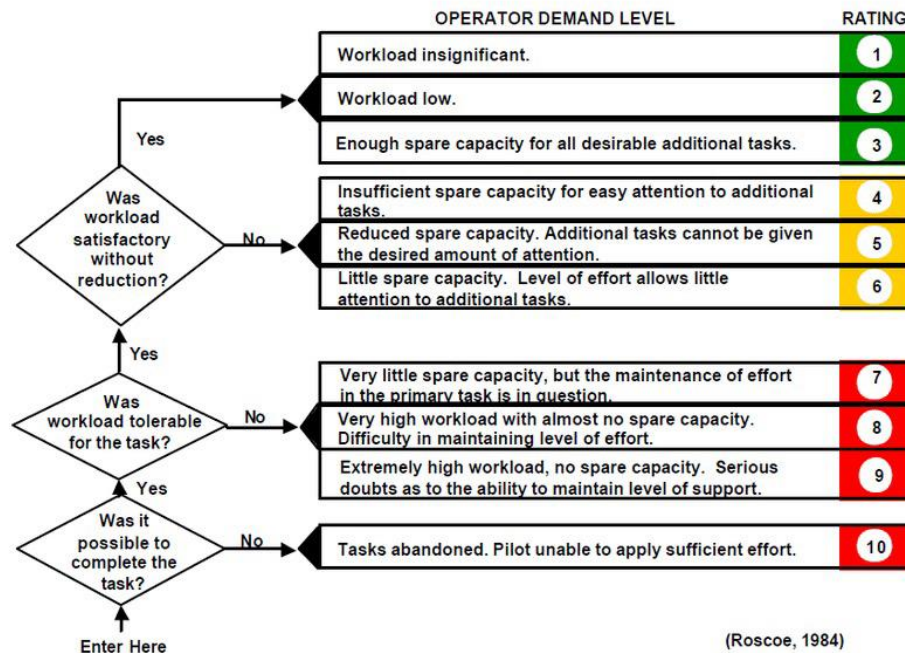 OPERATOR DEMAND LEVEL
RATING
Workload insignificant.
1
Workload low.
2
Yes
Enough spare capacity for all desirable additional tasks.
3
Was
workload
satisfactory
without
reduction?
No
Insufficient spare capacity for easy attention to additional
tasks.
4
Reduced spare capacity. Additional tasks cannot be given
the desired amount of attention.
5
Little spare capacity. Level of effort allows little
attention to additional tasks.
6
Yes
Was
workload tolerable
for the task?
No
Very little spare capacity, but the maintenance of effort
in the primary task is in question.
7
Very high workload with almost no spare capacity.
Difficulty in maintaining level of effort.
8
Extremely high workload, no spare capacity. Serious
doubts as to the ability to maintain level of support.
9
Yes
Was it
possible to
complete the
task?
No
Tasks abandoned. Pilot unable to apply sufficient effort.
10
Enter Here
(Roscoe, 1984)